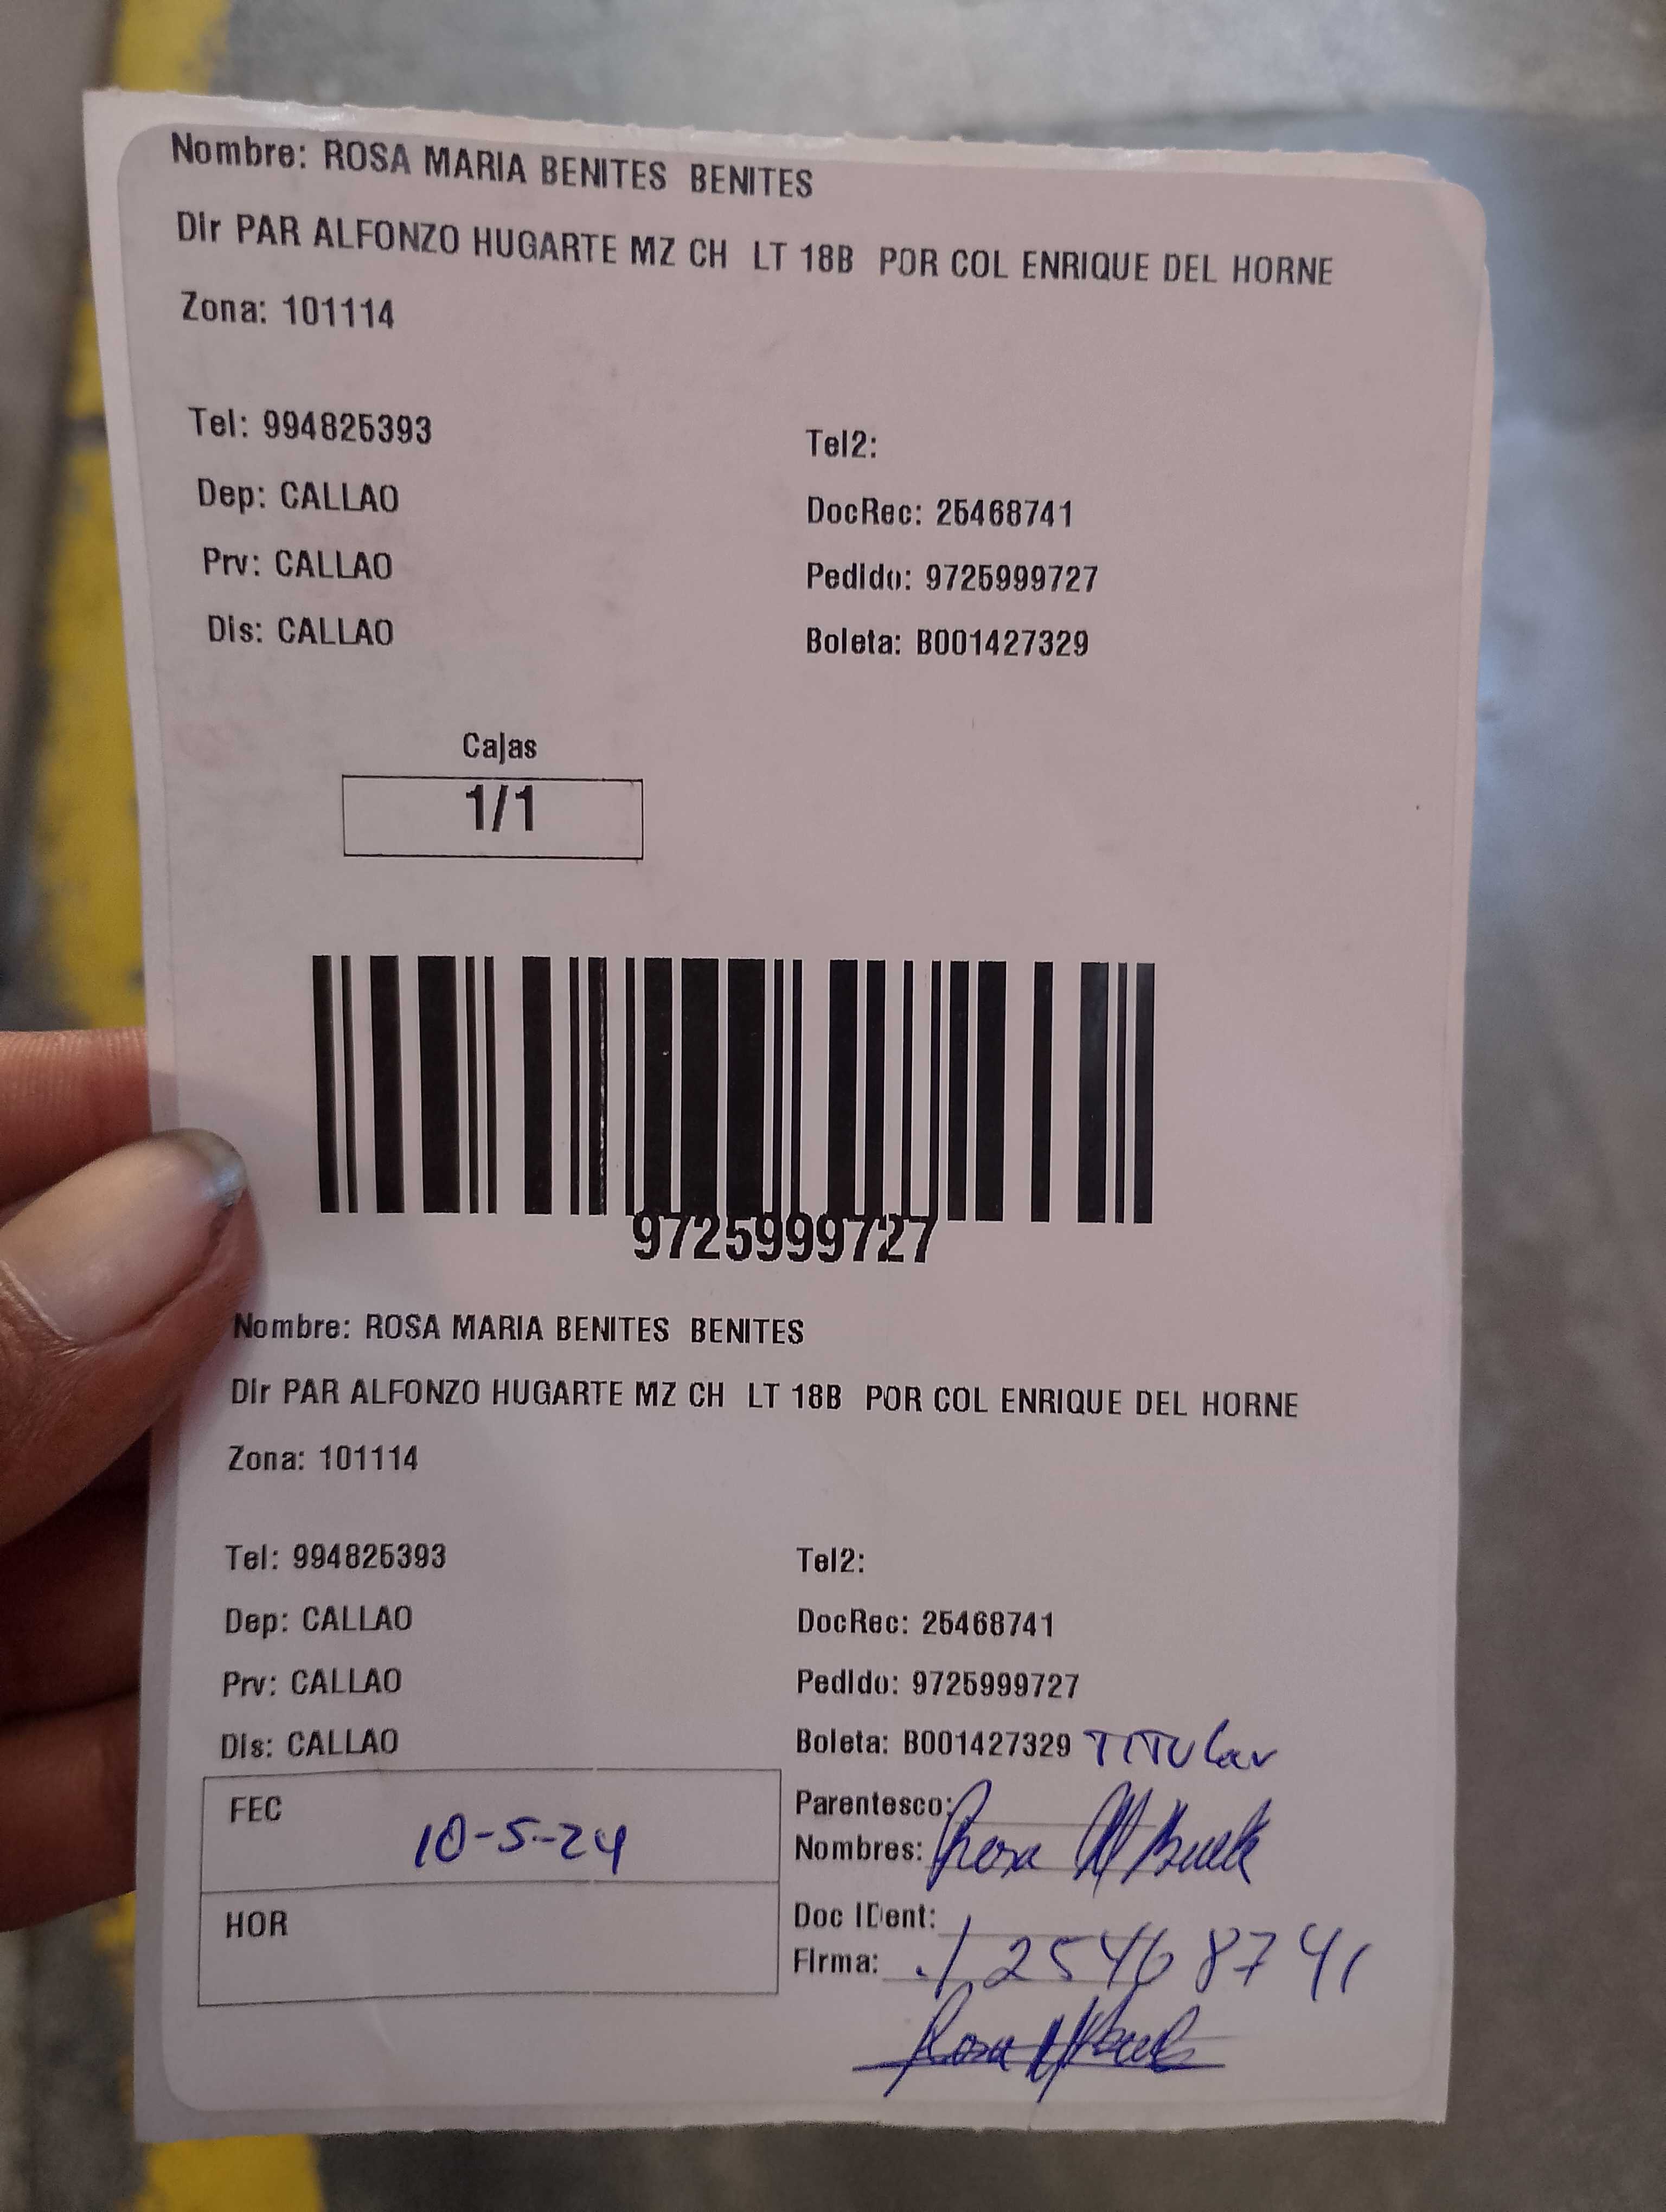 Nombre: ROSA MARIA BENITES BENITES
Dir PAR ALFONZO HUGARTE MZ CH LT 18B POR COL ENRIQUE DEL HORNE
Zona: 101114
Tel: 994825393 Tel2:
Dep: CALLAO DocRec: 25468741
Prv: CALLAO Pedido: 9725999727
Dis: CALLAO Boleta: B001427329
Cajas
1/1
9725999727
Nombre: ROSA MARIA BENITES BENITES
Dir PAR ALFONZO HUGARTE MZ CH LT 18B POR COL ENRIQUE DEL HORNE
Zona: 101114
Tel: 994825393 Tel2:
Dep: CALLAO DocRec: 25468741
Prv: CALLAO Pedido: 9725999727
Dis: CALLAO Boleta: B001427329 TITULar
FEC 10-5-24 Parentesco:
Nombres: Rosa M
HOR Doc IDent:
Firma: 25468741
Rosa M